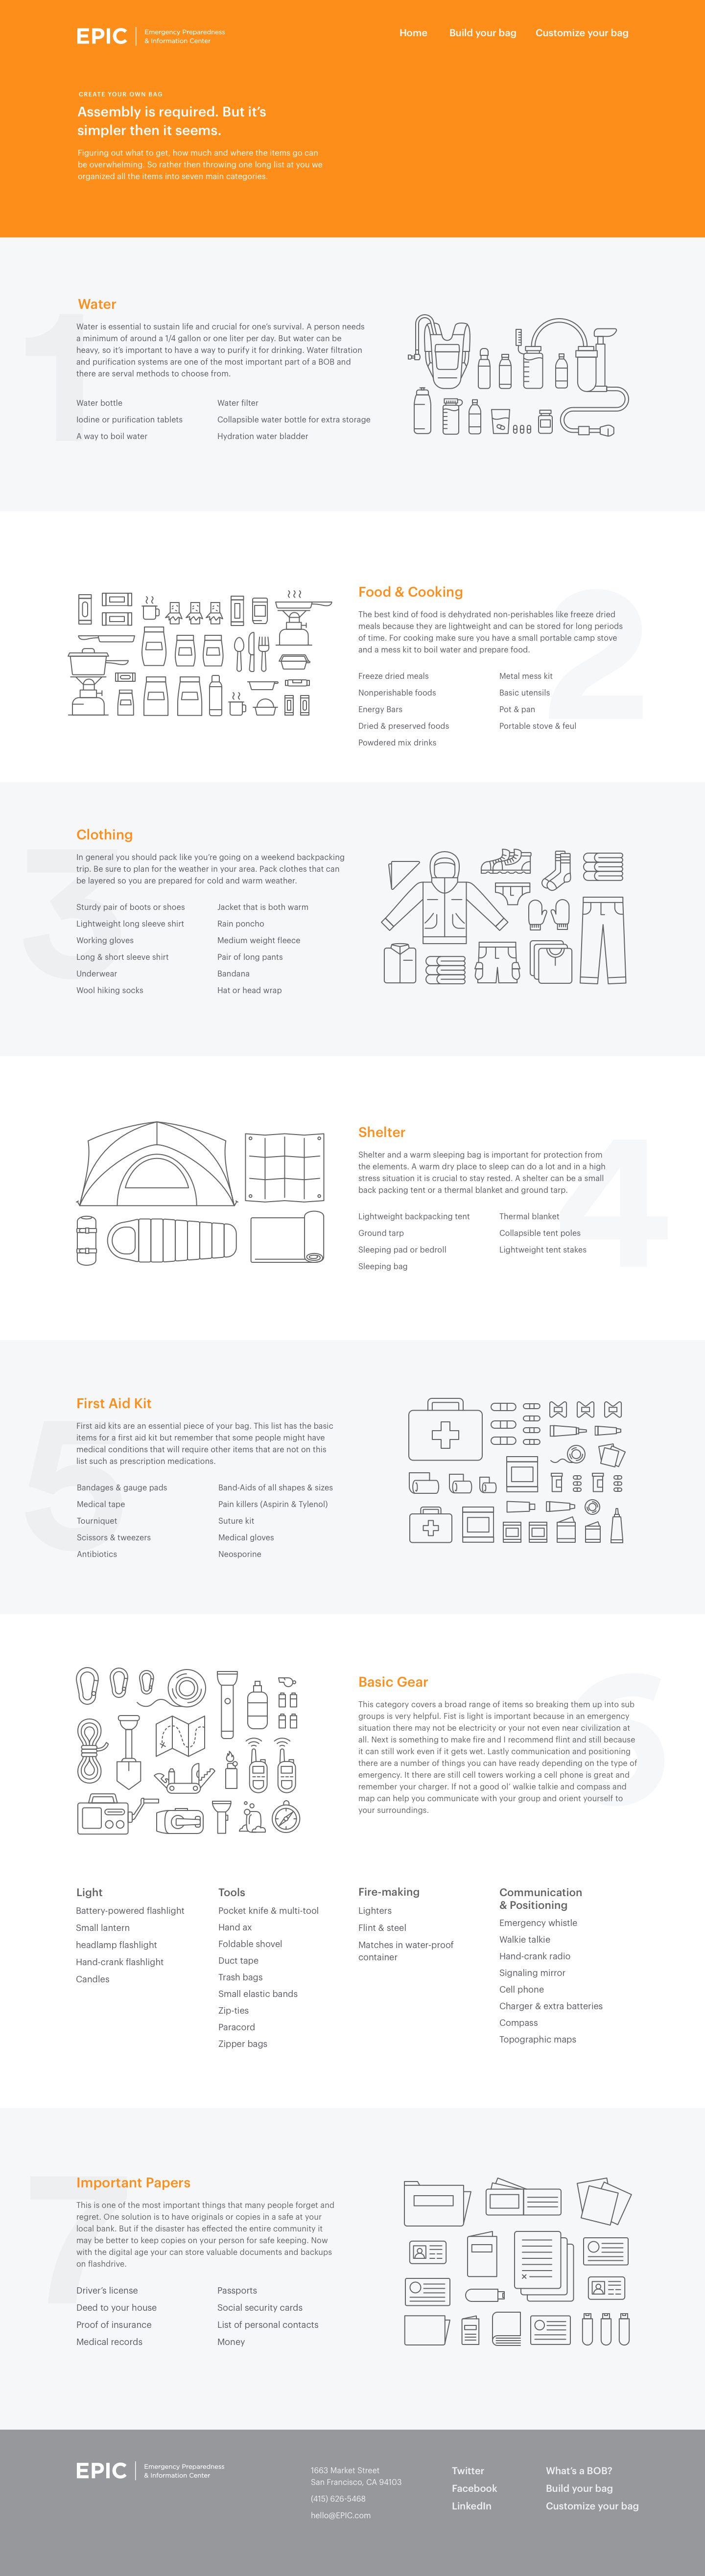 EPIC
Emergency Preparedness
& Information Center
Home
Build your bag
Customize your bag
CREATE YOUR OWN BAG
Assembly is required. But it's
simpler then it seems.
Figuring out what to get, how much and where the items go can
be overwhelming. So rather then throwing one long list at you we
organized all the items into seven main categories.
1
Water
Water is essential to sustain life and crucial for one's survival. A person needs
a minimum of around a 1/4 gallon or one liter per day. But water can be
heavy, so it's important to have a way to purify it for drinking. Water filtration
and purification systems are one of the most important part of a BOB and
there are serval methods to choose from.
Water bottle
Iodine or purification tablets
A way to boil water
Water filter
Collapsible water bottle for extra storage
Hydration water bladder
2
Food & Cooking
The best kind of food is dehydrated non-perishables like freeze dried
meals because they are lightweight and can be stored for long periods
of time. For cooking make sure you have a small portable camp stove
and a mess kit to boil water and prepare food.
Freeze dried meals
Nonperishable foods
Energy Bars
Dried & preserved foods
Powdered mix drinks
Metal mess kit
Basic utensils
Pot & pan
Portable stove & feul
3
Clothing
In general you should pack like you're going on a weekend backpacking
trip. Be sure to plan for the weather in your area. Pack clothes that can
be layered so you are prepared for cold and warm weather.
Sturdy pair of boots or shoes
Lightweight long sleeve shirt
Working gloves
Long & short sleeve shirt
Underwear
Wool hiking socks
Jacket that is both warm
Rain poncho
Medium weight fleece
Pair of long pants
Bandana
Hat or head wrap
4
Shelter
Shelter and a warm sleeping bag is important for protection from
the elements. A warm dry place to sleep can do a lot and in a high
stress situation it is crucial to stay rested. A shelter can be a small
back packing tent or a thermal blanket and ground tarp.
Lightweight backpacking tent
Ground tarp
Sleeping pad or bedroll
Sleeping bag
Thermal blanket
Collapsible tent poles
Lightweight tent stakes
5
First Aid Kit
First aid kits are an essential piece of your bag. This list has the basic
items for a first aid kit but remember that some people might have
medical conditions that will require other items that are not on this
list such as prescription medications.
Bandages & gauge pads
Medical tape
Tourniquet
Scissors & tweezers
Antibiotics
Band-Aids of all shapes & sizes
Pain killers (Aspirin & Tylenol)
Suture kit
Medical gloves
Neosporine
6
Basic Gear
This category covers a broad range of items so breaking them up into sub
groups is very helpful. Fist is light is important because in an emergency
situation there may not be electricity or your not even near civilization at
all. Next is something to make fire and I recommend flint and still because
it can still work even if it gets wet. Lastly communication and positioning
there are a number of things you can have ready depending on the type of
emergency. It there are still cell towers working a cell phone is great and
remember your charger. If not a good ol' walkie talkie and compass and
map can help you communicate with your group and orient yourself to
your surroundings.
Light
Battery-powered flashlight
Small lantern
headlamp flashlight
Hand-crank flashlight
Candles
Tools
Pocket knife & multi-tool
Hand ax
Foldable shovel
Duct tape
Trash bags
Small elastic bands
Zip-ties
Paracord
Zipper bags
Fire-making
Lighters
Flint & steel
Matches in water-proof
container
Communication
& Positioning
Emergency whistle
Walkie talkie
Hand-crank radio
Signaling mirror
Cell phone
Charger & extra batteries
Compass
Topographic maps
7
Important Papers
This is one of the most important things that many people forget and
regret. One solution is to have originals or copies in a safe at your
local bank. But if the disaster has effected the entire community it
may be better to keep copies on your person for safe keeping. Now
with the digital age your can store valuable documents and backups
on flashdrive.
Driver's license
Deed to your house
Proof of insurance
Medical records
Passports
Social security cards
List of personal contacts
Money
EPIC
Emergency Preparedness
& Information Center
1663 Market Street
San Francisco, CA 94103
(415) 626-5468
hello@EPIC.com
Twitter
Facebook
LinkedIn
What's a BOB?
Build your bag
Customize your bag